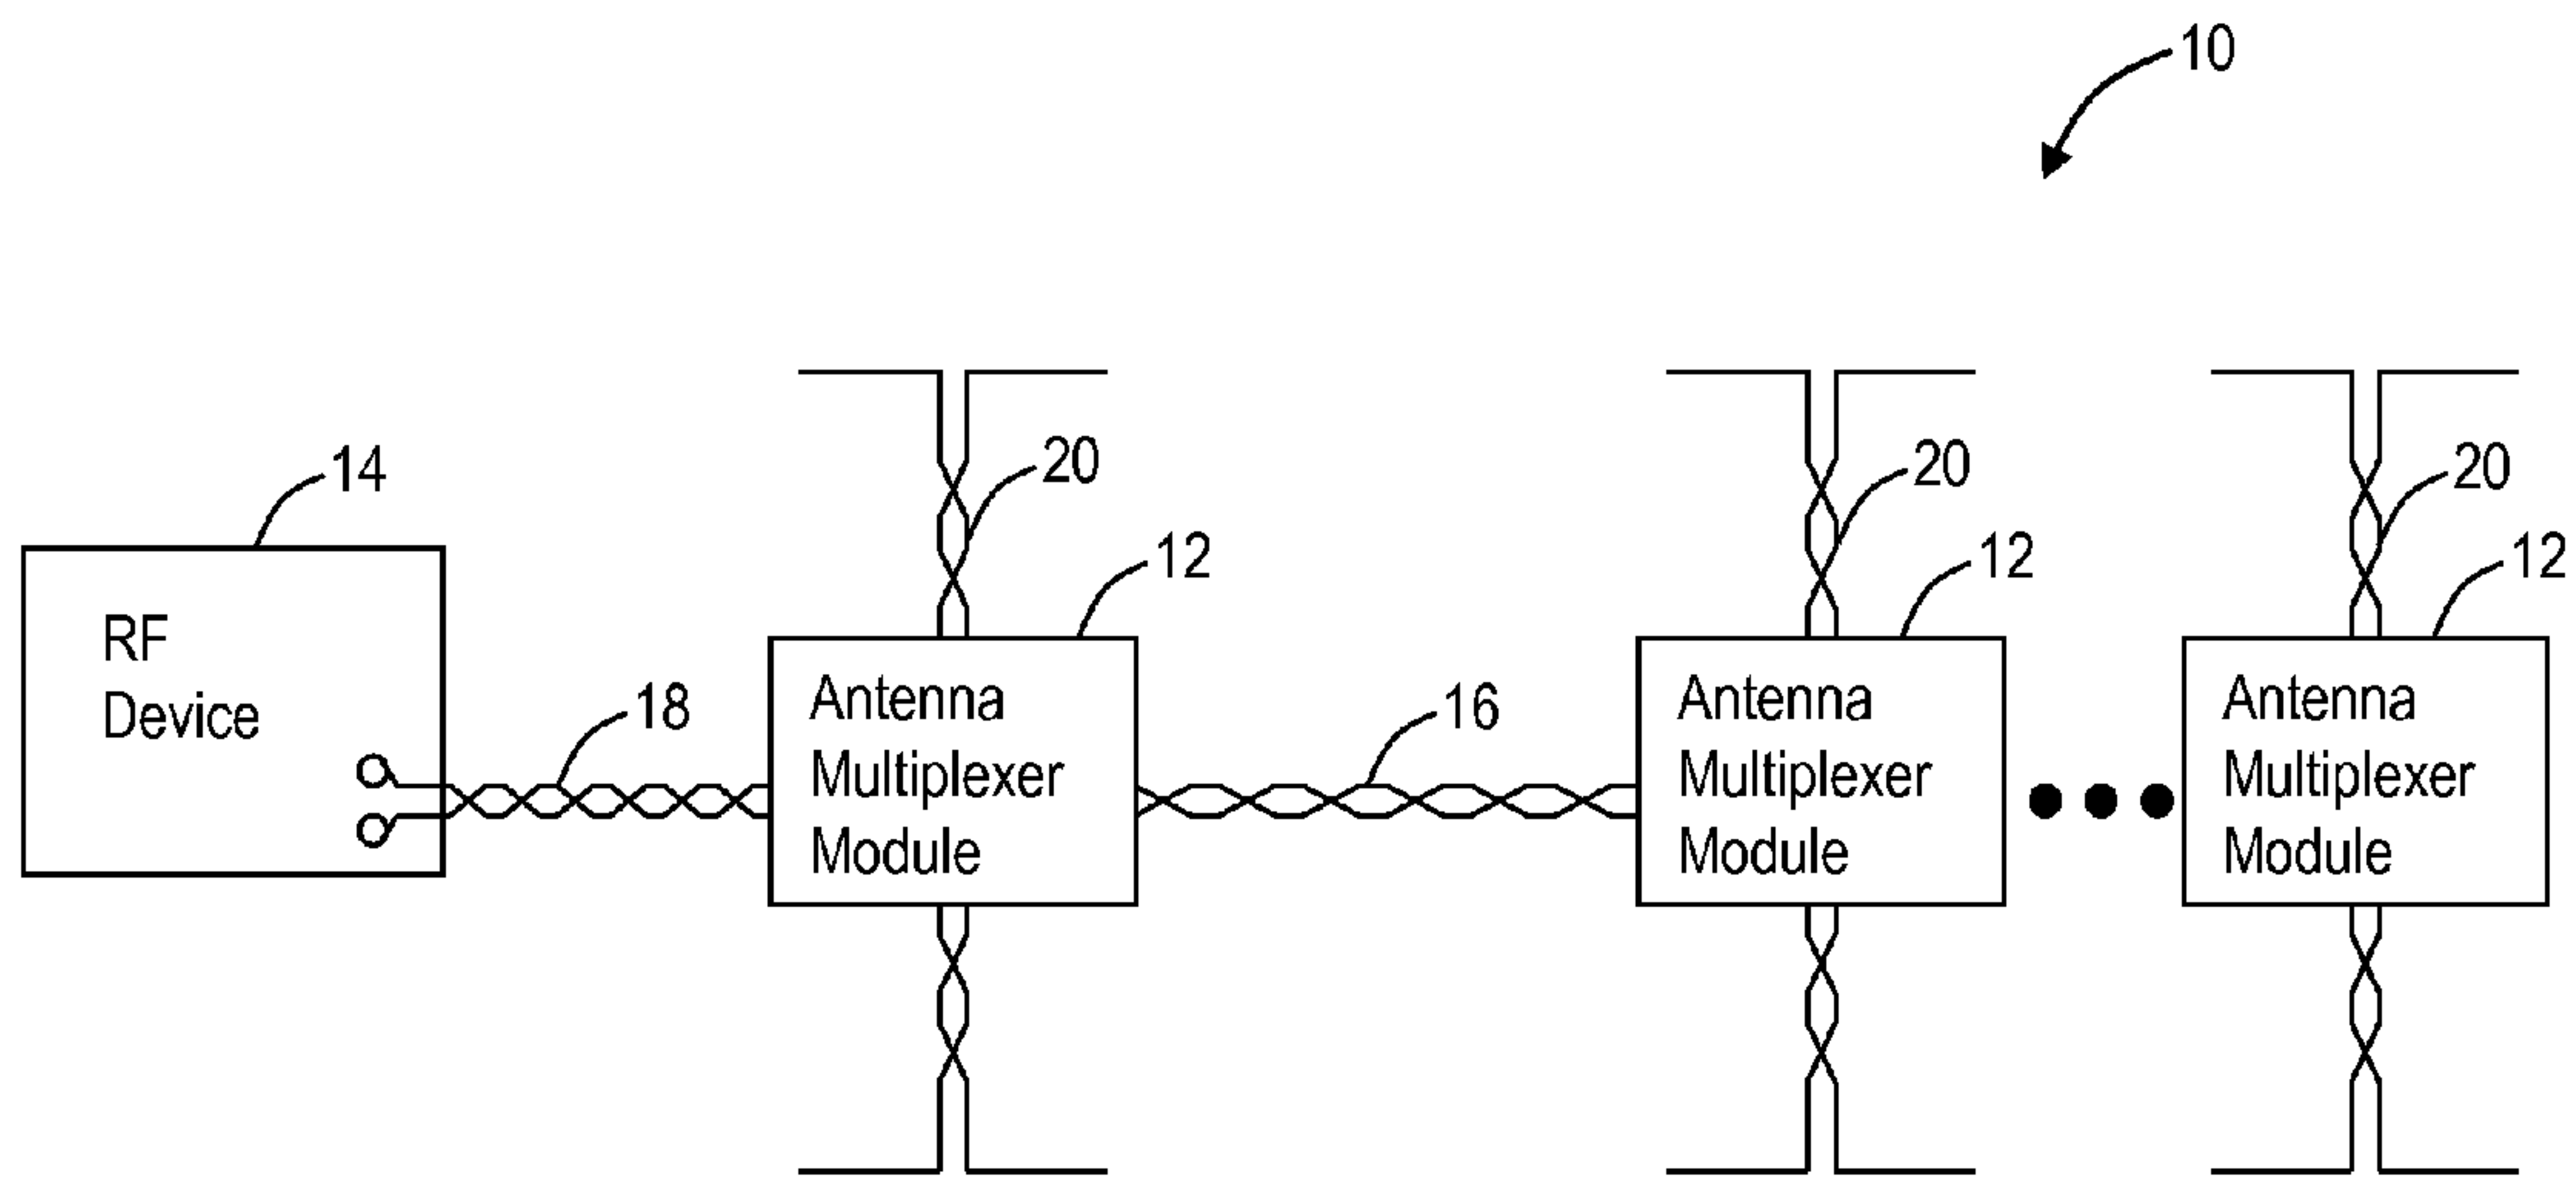 10
14
20
20
20
12
12
12
RF
Device
18
16
Antenna
Multiplexer
Module
Antenna
Multiplexer
Module
Antenna
Multiplexer
Module